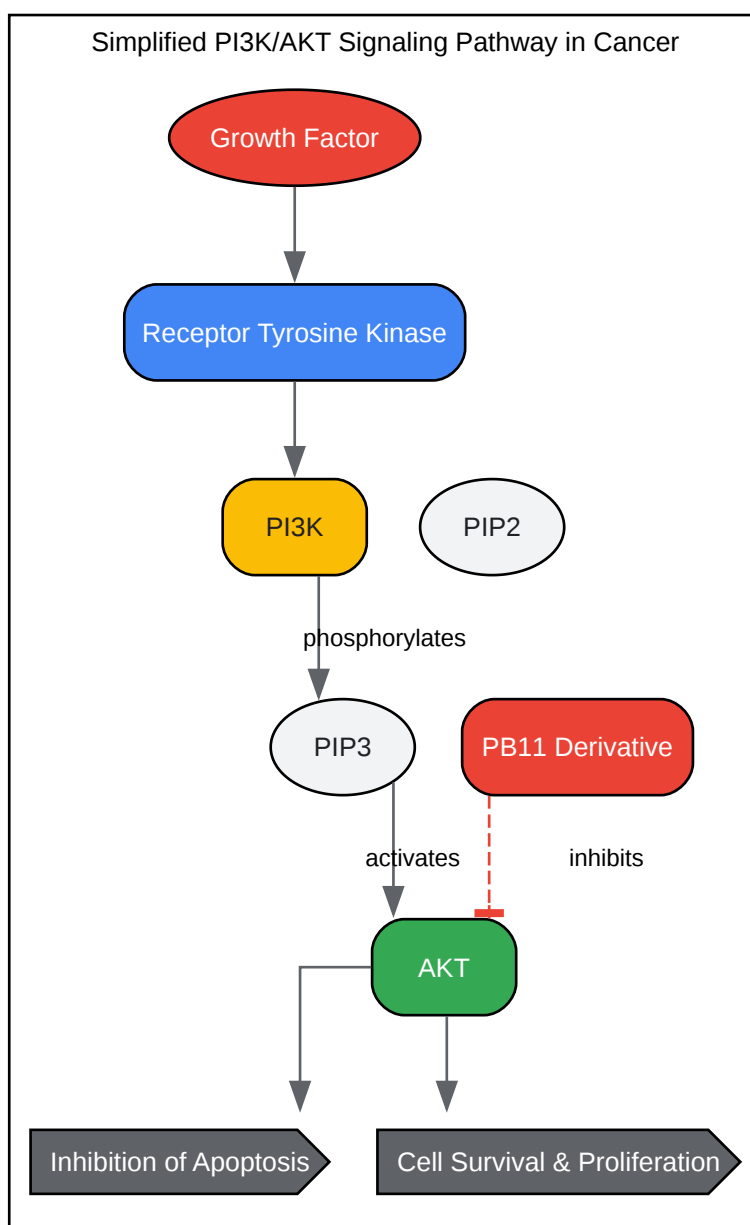 Simplified PI3K/AKT Signaling Pathway in Cancer
Growth Factor
Receptor Tyrosine Kinase
PI3K
PIP2
phosphorylates
PIP3
PB11 Derivative
activates
inhibits
AKT
Inhibition of Apoptosis
Cell Survival & Proliferation